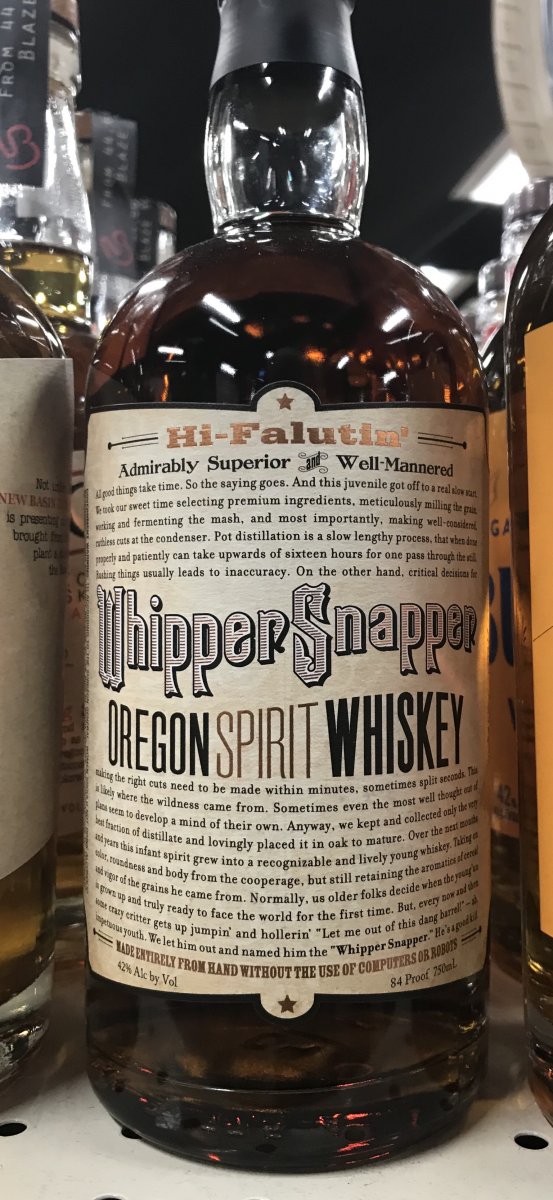 FROM 44
BLAZE
Hi-Falutin'
Admirably Superior and Well-Mannered
All good things take time. So the saying goes. And this juvenile got off to a real slow start.
We took our sweet time selecting premium ingredients, meticulously milling the grain,
working and fermenting the mash, and most importantly, making well-considered,
ruthless cuts at the condenser. Pot distillation is a slow lengthy process, that when done
properly and patiently can take upwards of sixteen hours for one pass through the still.
Rushing things usually leads to inaccuracy. On the other hand, critical decisions for
WhipperSnapper
OREGON SPIRIT WHISKEY
making the right cuts need to be made within minutes, sometimes split seconds. This
is likely where the wildness came from. Sometimes even the most well thought out
plans seem to develop a mind of their own. Anyway, we kept and collected only the very
best fraction of distillate and lovingly placed it in oak to mature. Over the next months
and years this infant spirit grew into a recognizable and lively young whiskey. Taking on
color, roundness and body from the cooperage, but still retaining the aromatics of cereal
and vigor of the grains he came from. Normally, us older folks decide when the young'un
is grown up and truly ready to face the world for the first time. But, every now and then
some crazy critter gets up jumpin' and hollerin' "Let me out of this dang barrel!" – ah,
impetuous youth. We let him out and named him the "Whipper Snapper." He's a good kid.
MADE ENTIRELY FROM HAND WITHOUT THE USE OF COMPUTERS OR ROBOTS
42% Alc by Vol
84 Proof 750mL
Not
NEW BASIN
is presenting
brought
plant a